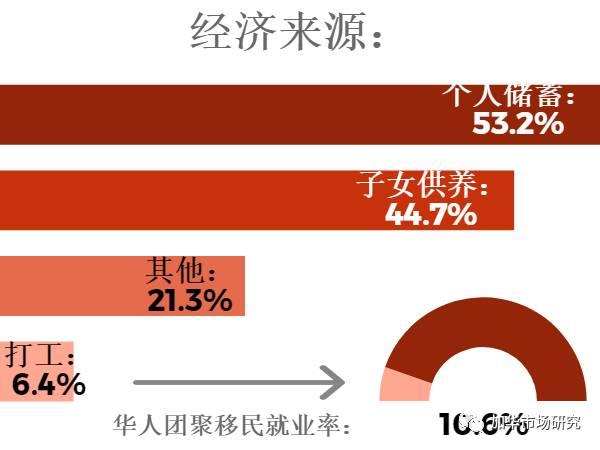 经济来源：
个人储蓄：
53.2%
子女供养：
44.7%
其他：
21.3%
打工：
6.4%
华人团聚移民就业率：
10.6%
加华市场研究